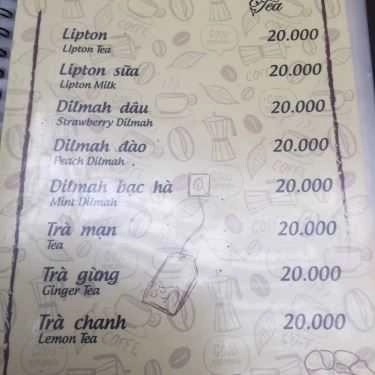 Tea
Lipton 20.000
Lipton Tea
Lipton sữa 20.000
Lipton Milk
Dilmah dâu 20.000
Strawberry Dilmah
Dilmah đào 20.000
Peach Dilmah
Dilmah bạc hà 20.000
Mint Dilmah
Trà mạn 20.000
Tea
Trà gừng 20.000
Ginger Tea
Trà chanh 20.000
Lemon Tea